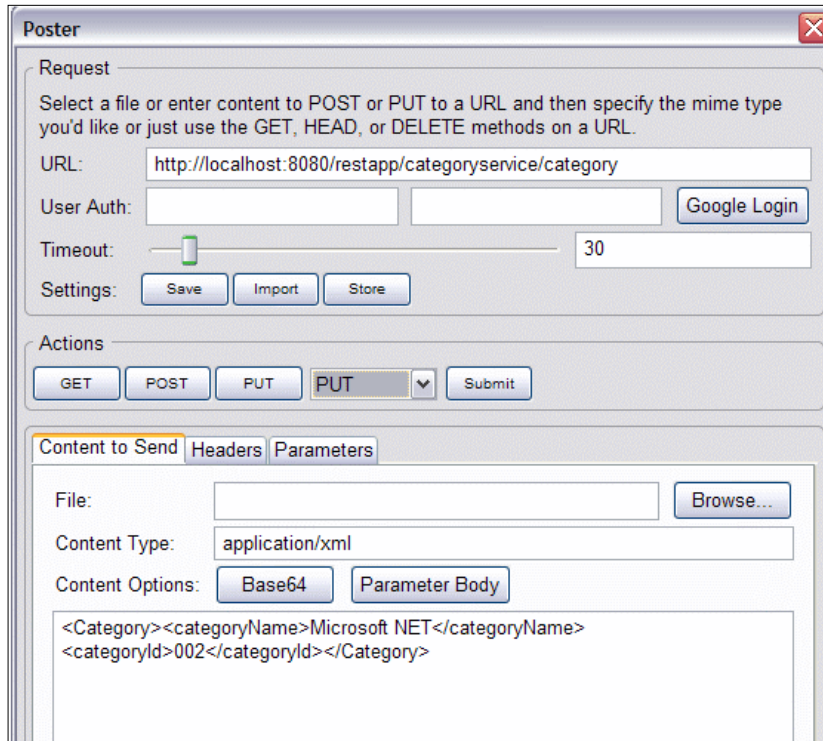 Poster
Request
Select a file or enter content to POST or PUT to a URL and then specify the mime type
you'd like or just use the GET, HEAD, or DELETE methods on a URL.
URL: http://localhost:8080/restapp/categoryservice/category
User Auth: Google Login
Timeout: 30
Settings: Save Import Store
Actions
GET POST PUT PUT Submit
Content to Send Headers Parameters
File: Browse...
Content Type: application/xml
Content Options: Base64 Parameter Body
<Category><categoryName>Microsoft NET</categoryName>
<categoryId>002</categoryId></Category>